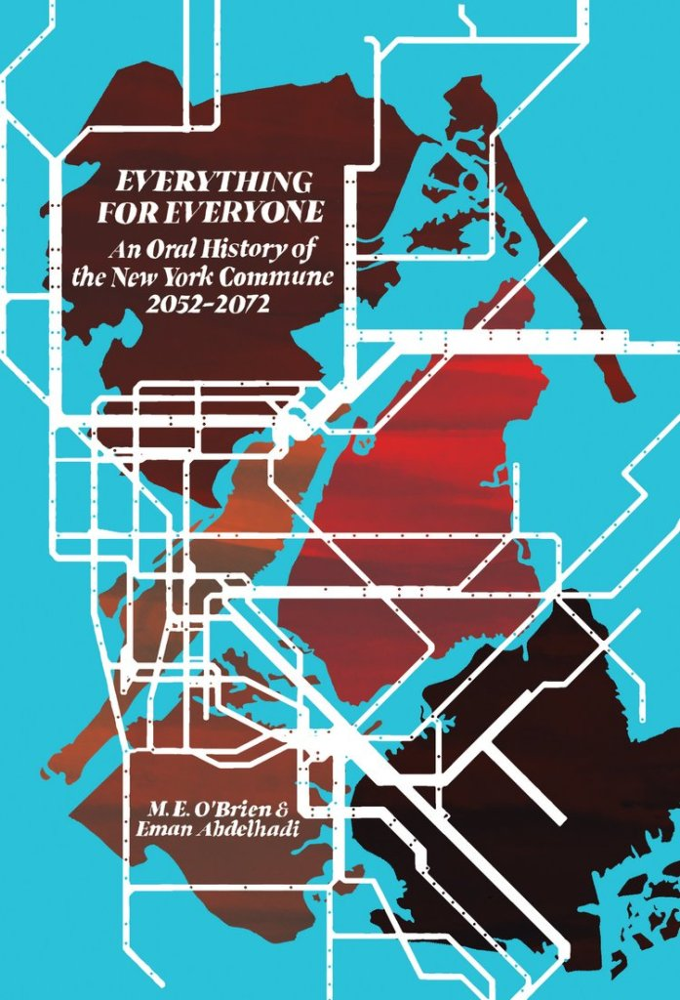 EVERYTHING
FOR EVERYONE
An Oral History of
the New York Commune
2052–2072
M. E. O'Brien &
Eman Abdelhadi